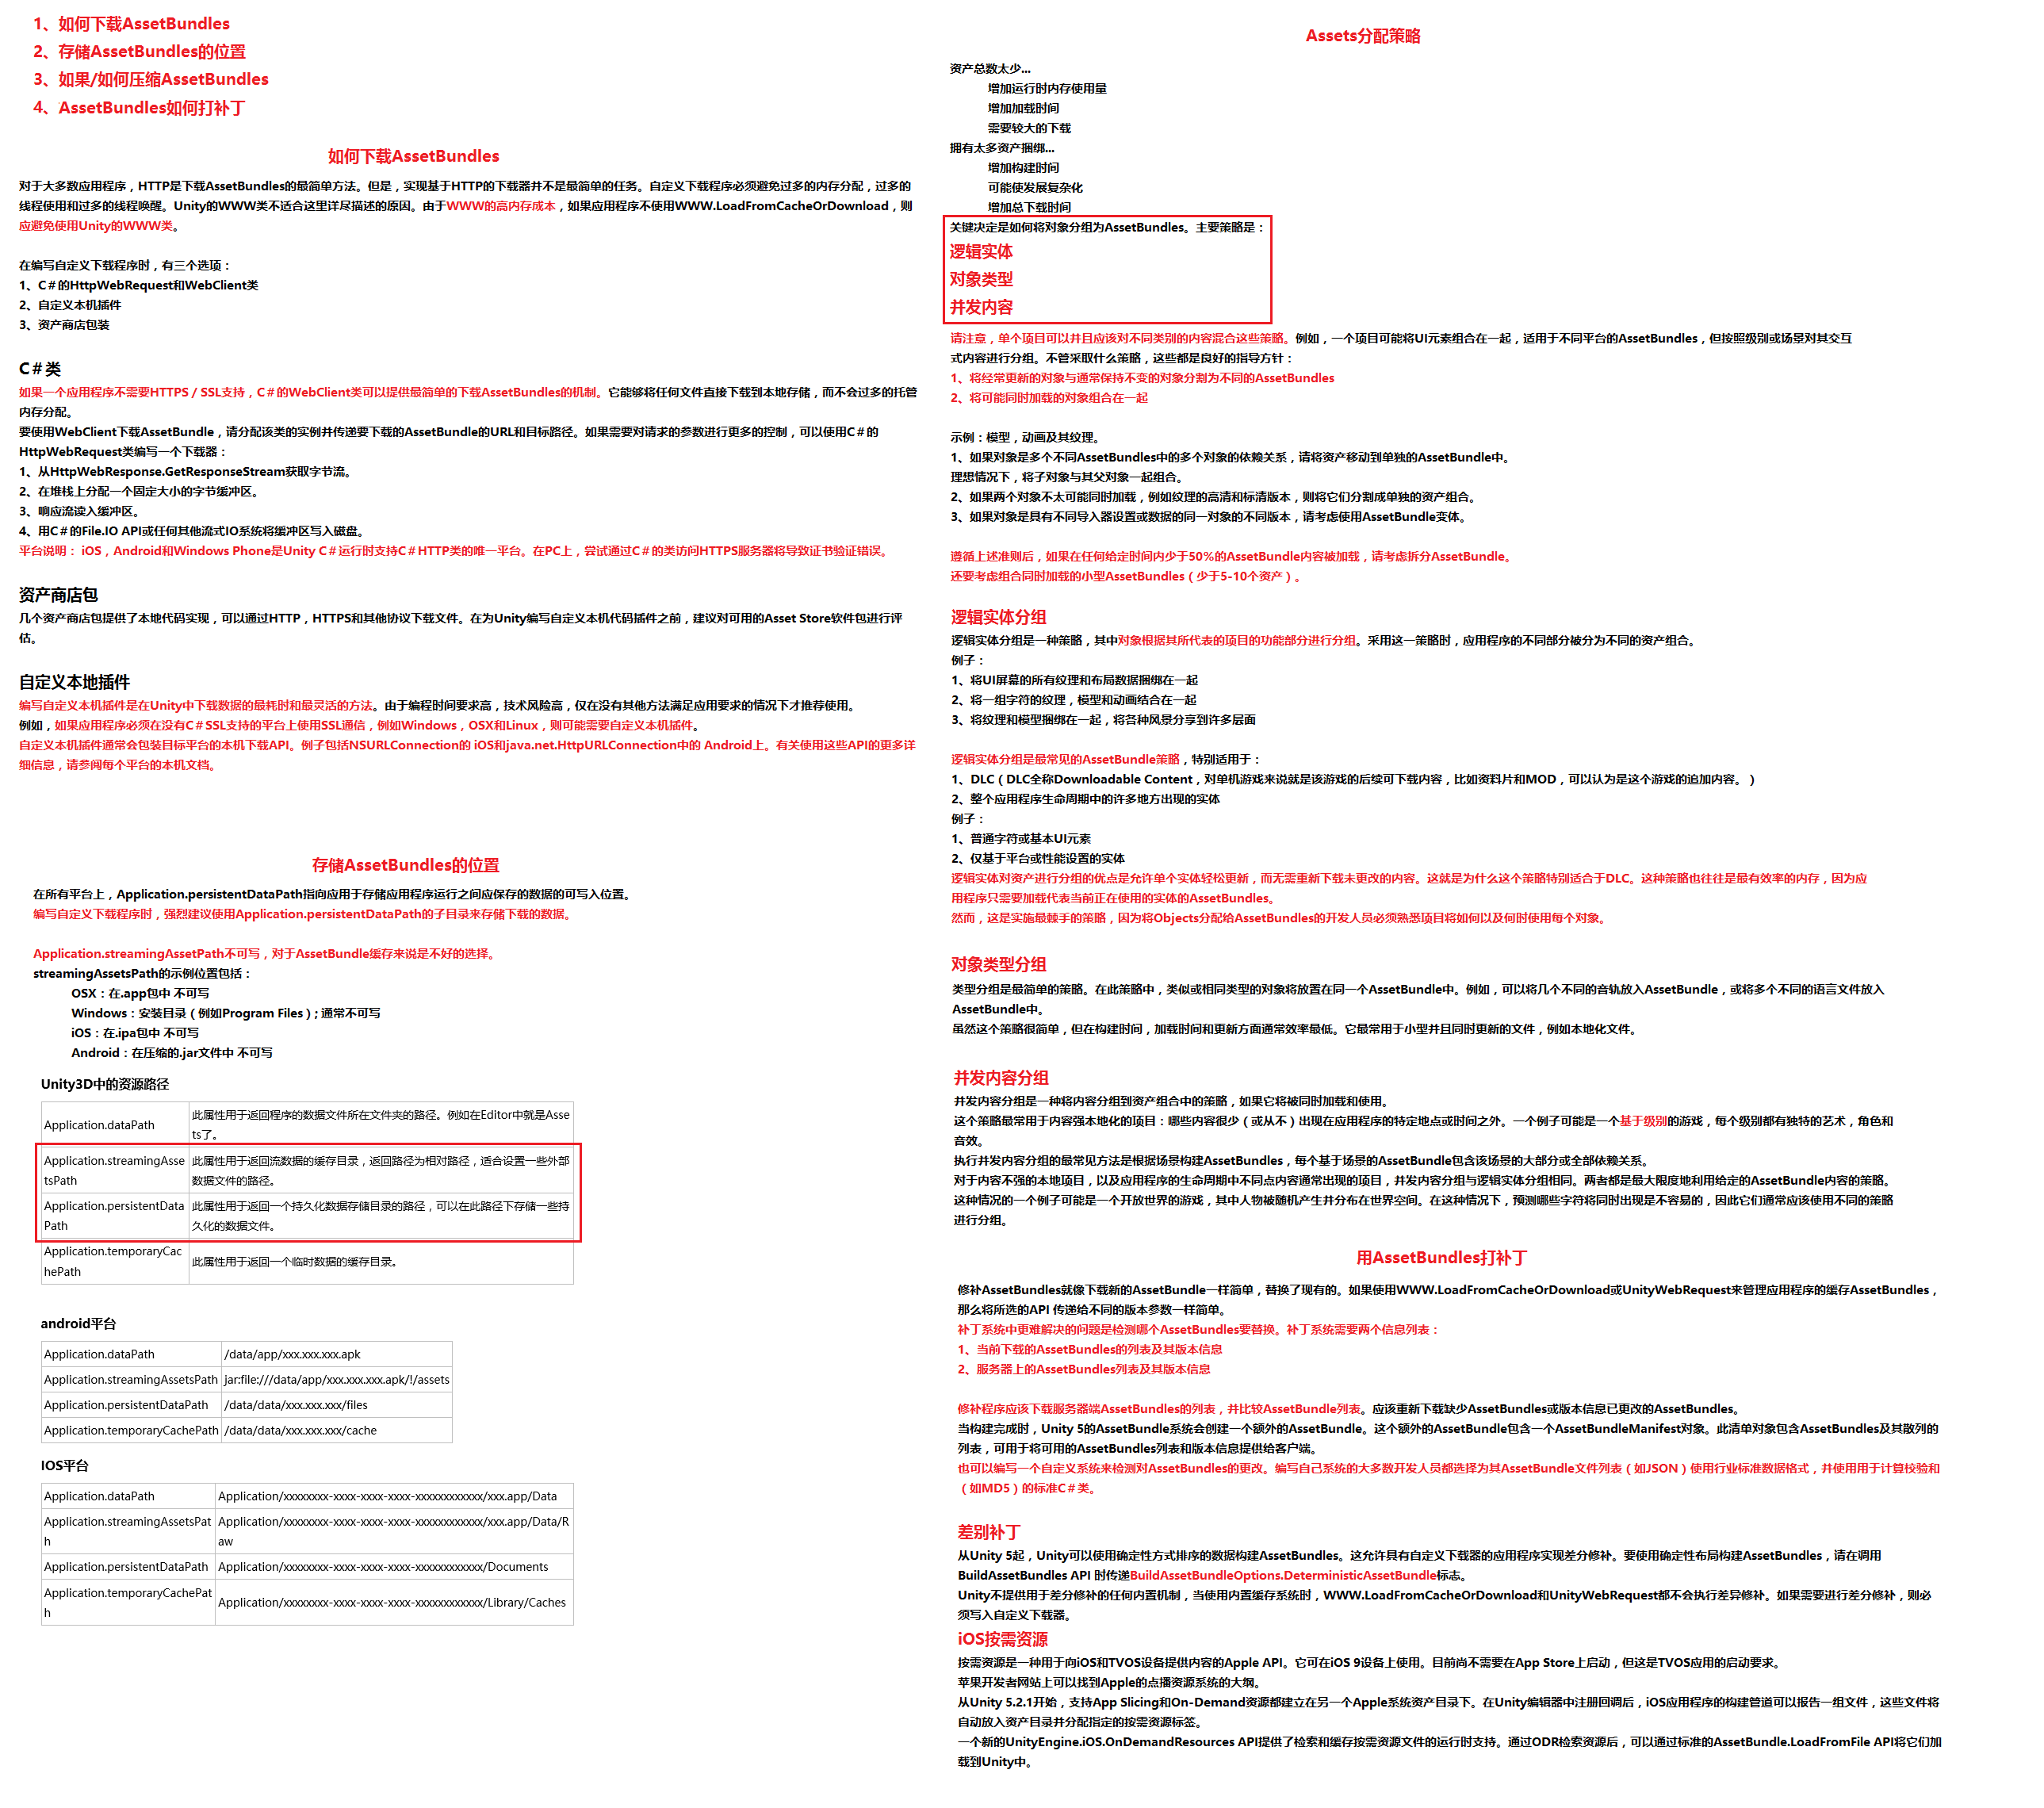 1、如何下载AssetBundles
2、存储AssetBundles的位置
3、如果/如何压缩AssetBundles
4、AssetBundles如何打补丁
如何下载AssetBundles
对于大多数应用程序，HTTP是下载AssetBundles的最简单方法。但是，实现基于HTTP的下载器并不是最简单的任务。自定义下载程序必须避免过多的内存分配，过多的
线程使用和过多的线程唤醒。Unity的WWW类不适合这里详尽描述的原因。由于WWW的高内存成本，如果应用程序不使用WWW.LoadFromCacheOrDownload，则
应避免使用Unity的WWW类。
在编写自定义下载程序时，有三个选项：
1、C＃的HttpWebRequest和WebClient类
2、自定义本机插件
3、资产商店包装
C＃类
如果一个应用程序不需要HTTPS / SSL支持，C＃的WebClient类可以提供最简单的下载AssetBundles的机制。它能够将任何文件直接下载到本地存储，而不会过多的托管
内存分配。
要使用WebClient下载AssetBundle，请分配该类的实例并传递要下载的AssetBundle的URL和目标路径。如果需要对请求的参数进行更多的控制，可以使用C＃的
HttpWebRequest类编写一个下载器：
1、从HttpWebResponse.GetResponseStream获取字节流。
2、在堆栈上分配一个固定大小的字节缓冲区。
3、响应流读入缓冲区。
4、用C＃的File.IO API或任何其他流式IO系统将缓冲区写入磁盘。
平台说明： iOS，Android和Windows Phone是Unity C＃运行时支持C＃HTTP类的唯一平台。在PC上，尝试通过C＃的类访问HTTPS服务器将导致证书验证错误。
资产商店包
几个资产商店包提供了本地代码实现，可以通过HTTP，HTTPS和其他协议下载文件。在为Unity编写自定义本机代码插件之前，建议对可用的Asset Store软件包进行评
估。
自定义本地插件
编写自定义本机插件是在Unity中下载数据的最耗时和最灵活的方法。由于编程时间要求高，技术风险高，仅在没有其他方法满足应用要求的情况下才推荐使用。
例如，如果应用程序必须在没有C＃SSL支持的平台上使用SSL通信，例如Windows，OSX和Linux，则可能需要自定义本机插件。
自定义本机插件通常会包装目标平台的本机下载API。例子包括NSURLConnection的 iOS和java.net.HttpURLConnection中的 Android上。有关使用这些API的更多详
细信息，请参阅每个平台的本机文档。
存储AssetBundles的位置
在所有平台上，Application.persistentDataPath指向应用于存储应用程序运行之间应保存的数据的可写入位置。
编写自定义下载程序时，强烈建议使用Application.persistentDataPath的子目录来存储下载的数据。
Application.streamingAssetPath不可写，对于AssetBundle缓存来说是不好的选择。
streamingAssetsPath的示例位置包括：
OSX：在.app包中 不可写
Windows：安装目录（例如Program Files）; 通常不可写
iOS：在.ipa包中 不可写
Android：在压缩的.jar文件中 不可写
Unity3D中的资源路径
Application.dataPath 此属性用于返回程序的数据文件所在文件夹的路径。例如在Editor中就是Asse
ts了。
Application.streamingAsse 此属性用于返回流数据的缓存目录，返回路径为相对路径，适合设置一些外部
tsPath 数据文件的路径。
Application.persistentData 此属性用于返回一个持久化数据存储目录的路径，可以在此路径下存储一些持
Path 久化的数据文件。
Application.temporaryCac
hePath 此属性用于返回一个临时数据的缓存目录。
android平台
Application.dataPath /data/app/xxx.xxx.xxx.apk
Application.streamingAssetsPath jar:file:///data/app/xxx.xxx.xxx.apk/!/assets
Application.persistentDataPath /data/data/xxx.xxx.xxx/files
Application.temporaryCachePath /data/data/xxx.xxx.xxx/cache
IOS平台
Application.dataPath Application/xxxxxxxx-xxxx-xxxx-xxxx-xxxxxxxxxxxx/xxx.app/Data
Application.streamingAssetsPat Application/xxxxxxxx-xxxx-xxxx-xxxx-xxxxxxxxxxxx/xxx.app/Data/R
h aw
Application.persistentDataPath Application/xxxxxxxx-xxxx-xxxx-xxxx-xxxxxxxxxxxx/Documents
Application.temporaryCachePat
h Application/xxxxxxxx-xxxx-xxxx-xxxx-xxxxxxxxxxxx/Library/Caches
Assets分配策略
资产总数太少...
增加运行时内存使用量
增加加载时间
需要较大的下载
拥有太多资产捆绑...
增加构建时间
可能使发展复杂化
增加总下载时间
关键决定是如何将对象分组为AssetBundles。主要策略是：
逻辑实体
对象类型
并发内容
请注意，单个项目可以并且应该对不同类别的内容混合这些策略。例如，一个项目可能将UI元素组合在一起，适用于不同平台的AssetBundles，但按照级别或场景对其交互
式内容进行分组。不管采取什么策略，这些都是良好的指导方针：
1、将经常更新的对象与通常保持不变的对象分割为不同的AssetBundles
2、将可能同时加载的对象组合在一起
示例：模型，动画及其纹理。
1、如果对象是多个不同AssetBundles中的多个对象的依赖关系，请将资产移动到单独的AssetBundle中。
理想情况下，将子对象与其父对象一起组合。
2、如果两个对象不太可能同时加载，例如纹理的高清和标清版本，则将它们分割成单独的资产组合。
3、如果对象是具有不同导入器设置或数据的同一对象的不同版本，请考虑使用AssetBundle变体。
遵循上述准则后，如果在任何给定时间内少于50%的AssetBundle内容被加载，请考虑拆分AssetBundle。
还要考虑组合同时加载的小型AssetBundles（少于5-10个资产）。
逻辑实体分组
逻辑实体分组是一种策略，其中对象根据其所代表的项目的功能部分进行分组。采用这一策略时，应用程序的不同部分被分为不同的资产组合。
例子：
1、将UI屏幕的所有纹理和布局数据捆绑在一起
2、将一组字符的纹理，模型和动画结合在一起
3、将纹理和模型捆绑在一起，将各种风景分享到许多层面
逻辑实体分组是最常见的AssetBundle策略，特别适用于：
1、DLC（DLC全称Downloadable Content，对单机游戏来说就是该游戏的后续可下载内容，比如资料片和MOD，可以认为是这个游戏的追加内容。）
2、整个应用程序生命周期中的许多地方出现的实体
例子：
1、普通字符或基本UI元素
2、仅基于平台或性能设置的实体
逻辑实体对资产进行分组的优点是允许单个实体轻松更新，而无需重新下载未更改的内容。这就是为什么这个策略特别适合于DLC。这种策略也往往是最有效率的内存，因为应
用程序只需要加载代表当前正在使用的实体的AssetBundles。
然而，这是实施最棘手的策略，因为将Objects分配给AssetBundles的开发人员必须熟悉项目将如何以及何时使用每个对象。
对象类型分组
类型分组是最简单的策略。在此策略中，类似或相同类型的对象将放置在同一个AssetBundle中。例如，可以将几个不同的音轨放入AssetBundle，或将多个不同的语言文件放入
AssetBundle中。
虽然这个策略很简单，但在构建时间，加载时间和更新方面通常效率最低。它最常用于小型并且同时更新的文件，例如本地化文件。
并发内容分组
并发内容分组是一种将内容分组到资产组合中的策略，如果它将被同时加载和使用。
这个策略最常用于内容强本地化的项目：哪些内容很少（或从不）出现在应用程序的特定地点或时间之外。一个例子可能是一个基于级别的游戏，每个级别都有独特的艺术，角色和
音效。
执行并发内容分组的最常见方法是根据场景构建AssetBundles，每个基于场景的AssetBundle包含该场景的大部分或全部依赖关系。
对于内容不强的本地项目，以及应用程序的生命周期中不同点内容通常出现的项目，并发内容分组与逻辑实体分组相同。两者都是最大限度地利用给定的AssetBundle内容的策略。
这种情况的一个例子可能是一个开放世界的游戏，其中人物被随机产生并分布在世界空间。在这种情况下，预测哪些字符将同时出现是不容易的，因此它们通常应该使用不同的策略
进行分组。
用AssetBundles打补丁
修补AssetBundles就像下载新的AssetBundle一样简单，替换了现有的。如果使用WWW.LoadFromCacheOrDownload或UnityWebRequest来管理应用程序的缓存AssetBundles，
那么将所选的API 传递给不同的版本参数一样简单。
补丁系统中更难解决的问题是检测哪个AssetBundles要替换。补丁系统需要两个信息列表：
1、当前下载的AssetBundles的列表及其版本信息
2、服务器上的AssetBundles列表及其版本信息
修补程序应该下载服务器端AssetBundles的列表，并比较AssetBundle列表。应该重新下载缺少AssetBundles或版本信息已更改的AssetBundles。
当构建完成时，Unity 5的AssetBundle系统会创建一个额外的AssetBundle。这个额外的AssetBundle包含一个AssetBundleManifest对象。此清单对象包含AssetBundles及其散列的
列表，可用于将可用的AssetBundles列表和版本信息提供给客户端。
也可以编写一个自定义系统来检测对AssetBundles的更改。编写自己系统的大多数开发人员都选择为其AssetBundle文件列表（如JSON）使用行业标准数据格式，并使用用于计算校验和
（如MD5）的标准C＃类。
差别补丁
从Unity 5起，Unity可以使用确定性方式排序的数据构建AssetBundles。这允许具有自定义下载器的应用程序实现差分修补。要使用确定性布局构建AssetBundles，请在调用
BuildAssetBundles API 时传递BuildAssetBundleOptions.DeterministicAssetBundle标志。
Unity不提供用于差分修补的任何内置机制，当使用内置缓存系统时，WWW.LoadFromCacheOrDownload和UnityWebRequest都不会执行差异修补。如果需要进行差分修补，则必
须写入自定义下载器。
iOS按需资源
按需资源是一种用于向iOS和TVOS设备提供内容的Apple API。它可在iOS 9设备上使用。目前尚不需要在App Store上启动，但这是TVOS应用的启动要求。
苹果开发者网站上可以找到Apple的点播资源系统的大纲。
从Unity 5.2.1开始，支持App Slicing和On-Demand资源都建立在另一个Apple系统资产目录下。在Unity编辑器中注册回调后，iOS应用程序的构建管道可以报告一组文件，这些文件将
自动放入资产目录并分配指定的按需资源标签。
一个新的UnityEngine.iOS.OnDemandResources API提供了检索和缓存按需资源文件的运行时支持。通过ODR检索资源后，可以通过标准的AssetBundle.LoadFromFile API将它们加
载到Unity中。